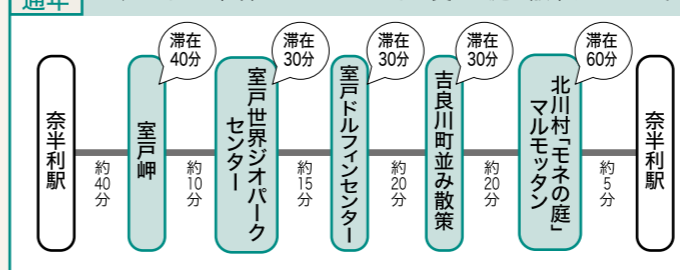 通年
滞在
40分
滞在
30分
滞在
30分
滞在
30分
滞在
60分
奈半利駅
約40分
室戸岬
約10分
室戸世界ジオパーク
センター
約15分
室戸ドルフィンセンター
約20分
吉良川町並み散策
約20分
北川村「モネの庭」
マルモッタン
約5分
奈半利駅